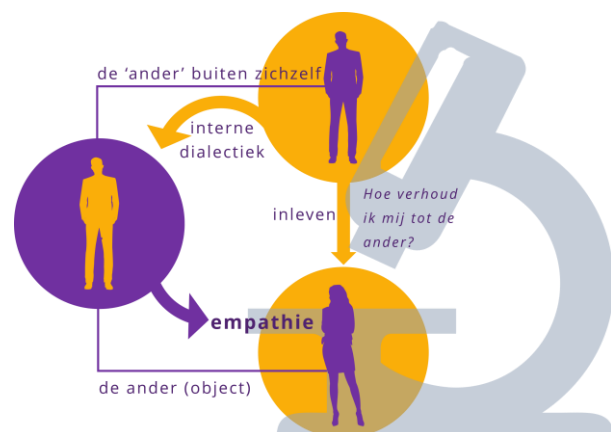 de ‘ander’ buiten zichzelf
interne
dialectiek
inleven
Hoe verhoud
ik mij tot de
ander?
empathie
de ander (object)